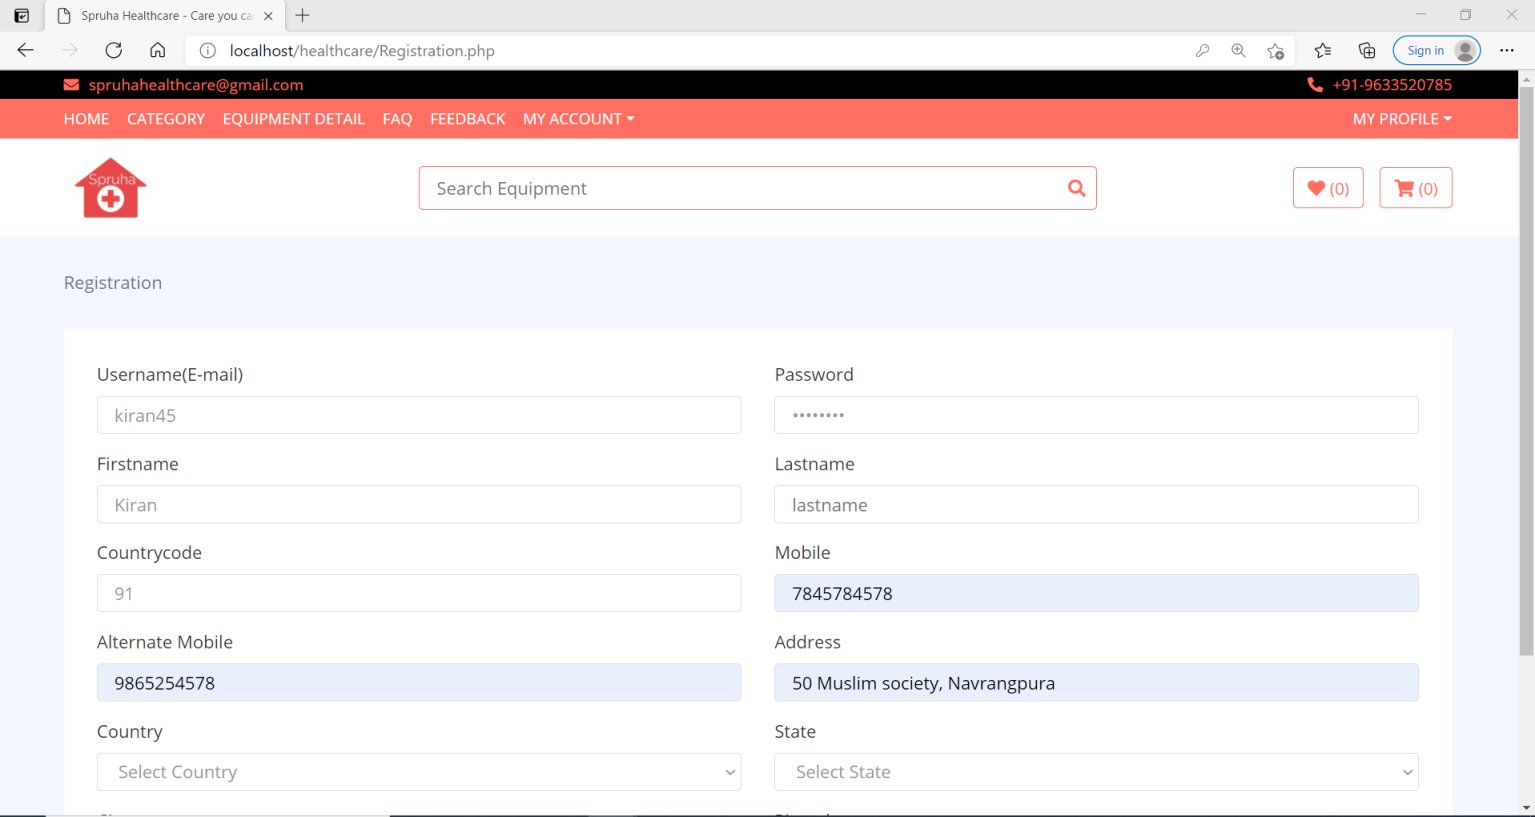 Spruha Healthcare - Care you ca
localhost/healthcare/Registration.php
Sign in
spruhahealthcare@gmail.com
+91-9633520785
HOME CATEGORY EQUIPMENT DETAIL FAQ FEEDBACK MY ACCOUNT
MY PROFILE
Spruha
Search Equipment
(0)
(0)
Registration
Username(E-mail)
Password
kiran45
••••••••
Firstname
Lastname
Kiran
lastname
Countrycode
Mobile
91
7845784578
Alternate Mobile
Address
9865254578
50 Muslim society, Navrangpura
Country
State
Select Country
Select State